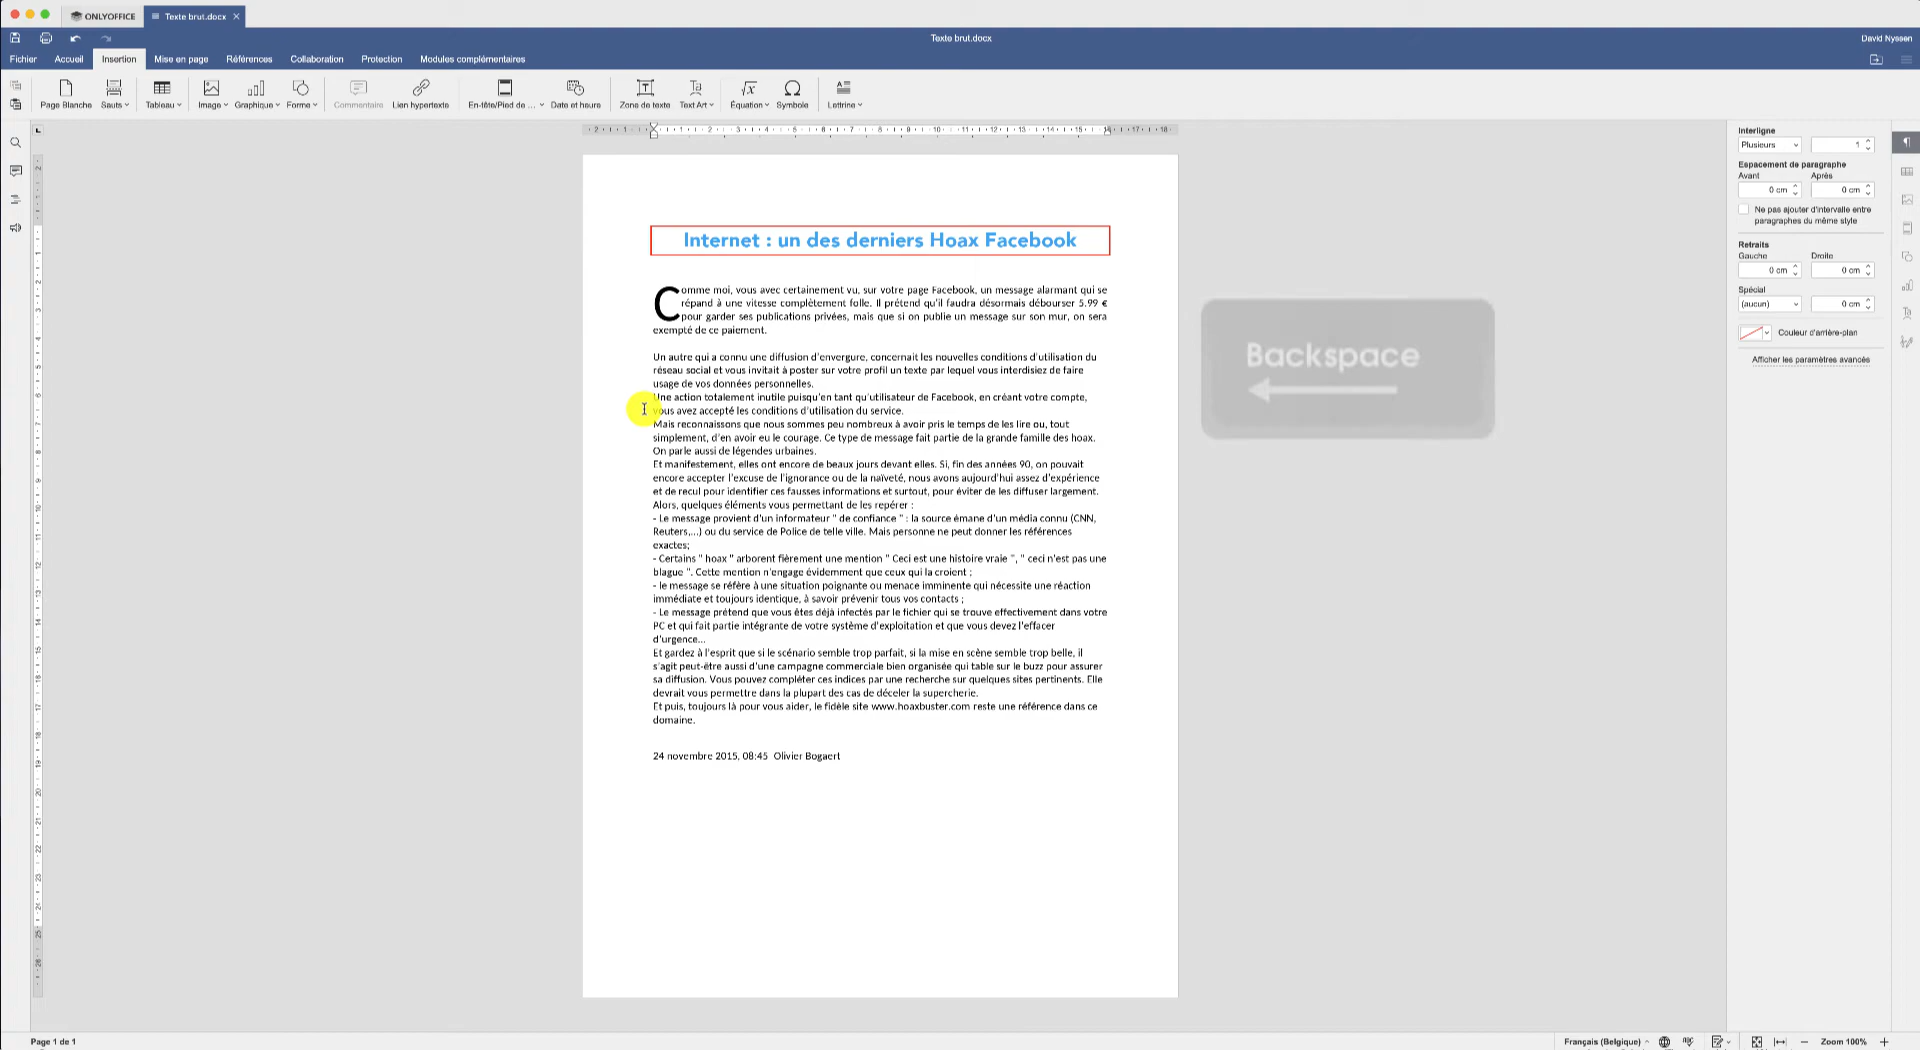 ONLYOFFICE
Texte brut.docx
Texte brut.docx
David Nyssen
Fichier Accueil Insertion Mise en page Références Collaboration Protection Modules complémentaires
Page Blanche Sauts Tableau Image Graphique Forme Commentaire Lien hypertexte En-tête/Pied de ... Date et heure Zone de texte Text Art Équation Symbole Lettrine
Internet : un des derniers Hoax Facebook
Comme moi, vous avec certainement vu, sur votre page Facebook, un message alarmant qui se
répand à une vitesse complètement folle. Il prétend qu'il faudra désormais débourser 5.99 €
pour garder ses publications privées, mais que si on publie un message sur son mur, on sera
exempté de ce paiement.
Un autre qui a connu une diffusion d'envergure, concernait les nouvelles conditions d'utilisation du
réseau social et vous invitait à poster sur votre profil un texte par lequel vous interdisiez de faire
usage de vos données personnelles.
Une action totalement inutile puisqu'en tant qu'utilisateur de Facebook, en créant votre compte,
vous avez accepté les conditions d'utilisation du service.
Mais reconnaissons que nous sommes peu nombreux à avoir pris le temps de les lire ou, tout
simplement, d'en avoir eu le courage. Ce type de message fait partie de la grande famille des hoax.
On parle aussi de légendes urbaines.
Et manifestement, elles ont encore de beaux jours devant elles. Si, fin des années 90, on pouvait
encore accepter l'excuse de l'ignorance ou de la naïveté, nous avons aujourd'hui assez d'expérience
et de recul pour identifier ces fausses informations et surtout, pour éviter de les diffuser largement.
Alors, quelques éléments vous permettant de les repérer :
- Le message provient d'un informateur " de confiance " : la source émane d'un média connu (CNN,
Reuters,...) ou du service de Police de telle ville. Mais personne ne peut donner les références
exactes;
- Certains " hoax " arborent fièrement une mention " Ceci est une histoire vraie ", " ceci n'est pas une
blague ". Cette mention n'engage évidemment que ceux qui la croient ;
- le message se réfère à une situation poignante ou menace imminente qui nécessite une réaction
immédiate et toujours identique, à savoir prévenir tous vos contacts ;
- Le message prétend que vous êtes déjà infectés par le fichier qui se trouve effectivement dans votre
PC et qui fait partie intégrante de votre système d'exploitation et que vous devez l'effacer
d'urgence...
Et gardez à l'esprit que si le scénario semble trop parfait, si la mise en scène semble trop belle, il
s'agit peut-être aussi d'une campagne commerciale bien organisée qui table sur le buzz pour assurer
sa diffusion. Vous pouvez compléter ces indices par une recherche sur quelques sites pertinents. Elle
devrait vous permettre dans la plupart des cas de déceler la supercherie.
Et puis, toujours là pour vous aider, le fidèle site www.hoaxbuster.com reste une référence dans ce
domaine.
24 novembre 2015, 08:45 Olivier Bogaert
Backspace
Interligne
Plusieurs 1
Espacement de paragraphe
Avant Après
0 cm 0 cm
Ne pas ajouter d'intervalle entre
paragraphes du même style
Retraits
Gauche Droite
0 cm 0 cm
Spécial
(aucun) 0 cm
Couleur d'arrière-plan
Afficher les paramètres avancés
Page 1 de 1
Français (Belgique) Zoom 100%